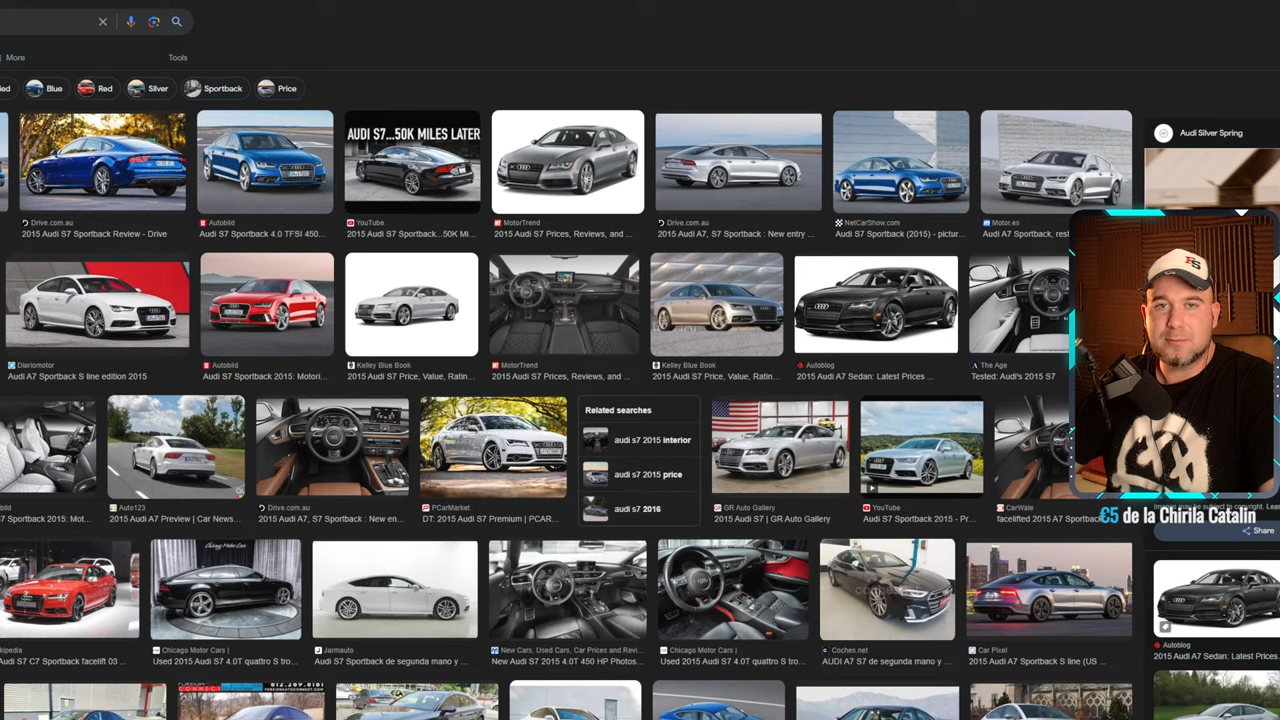 More
Tools
Blue
Red
Silver
Sportback
Price
Audi Silver Spring
AUDI S7...50K MILES LATER
Drive.com.au
2015 Audi S7 Sportback Review - Drive
Autobild
Audi S7 Sportback 4.0 TFSI 450...
YouTube
2015 Audi S7 Sportback...50K Mi...
MotorTrend
2015 Audi S7 Prices, Reviews, and ...
Drive.com.au
2015 Audi A7, S7 Sportback : New entry ...
NetCarShow.com
Audi S7 Sportback (2015) - pictur...
Motor.es
Audi A7 Sportback, rest
Diariomotor
Audi A7 Sportback S line edition 2015
Autobild
Audi S7 Sportback 2015: Motori...
Kelley Blue Book
2015 Audi S7 Price, Value, Ratin...
MotorTrend
2015 Audi S7 Prices, Reviews, and ...
Kelley Blue Book
2015 Audi S7 Price, Value, Ratin...
Autoblog
2015 Audi A7 Sedan: Latest Prices ...
The Age
Tested: Audi's 2015 S7
Related searches
audi s7 2015 interior
audi s7 2015 price
audi s7 2016
7 Sportback 2015: Mot...
Auto123
2015 Audi A7 Preview | Car News...
Drive.com.au
2015 Audi A7, S7 Sportback : New en...
PCarMarket
DT: 2015 Audi S7 Premium | PCAR...
GR Auto Gallery
2015 Audi S7 | GR Auto Gallery
YouTube
Audi S7 Sportback 2015 - Pr...
CarWale
facelifted 2015 Audi A7 Sportbac
€5 de la Chirila Catalin
Share
Chicago Motor Cars
Audi S7 C7 Sportback facelift 03 ...
Chicago Motor Cars |
Used 2015 Audi S7 4.0T quattro S tro...
Jarmauto
Audi S7 Sportback de segunda mano y ...
New Cars, Used Cars, Car Prices and Revi...
New Audi S7 2015 4.0T 450 HP Photos...
Chicago Motor Cars |
Used 2015 Audi S7 4.0T quattro S tro...
Coches.net
AUDI A7 S7 de segunda mano y ...
Car Pixel
2015 Audi A7 Sportback S line (US ...
Autoblog
2015 Audi A7 Sedan: Latest Prices...